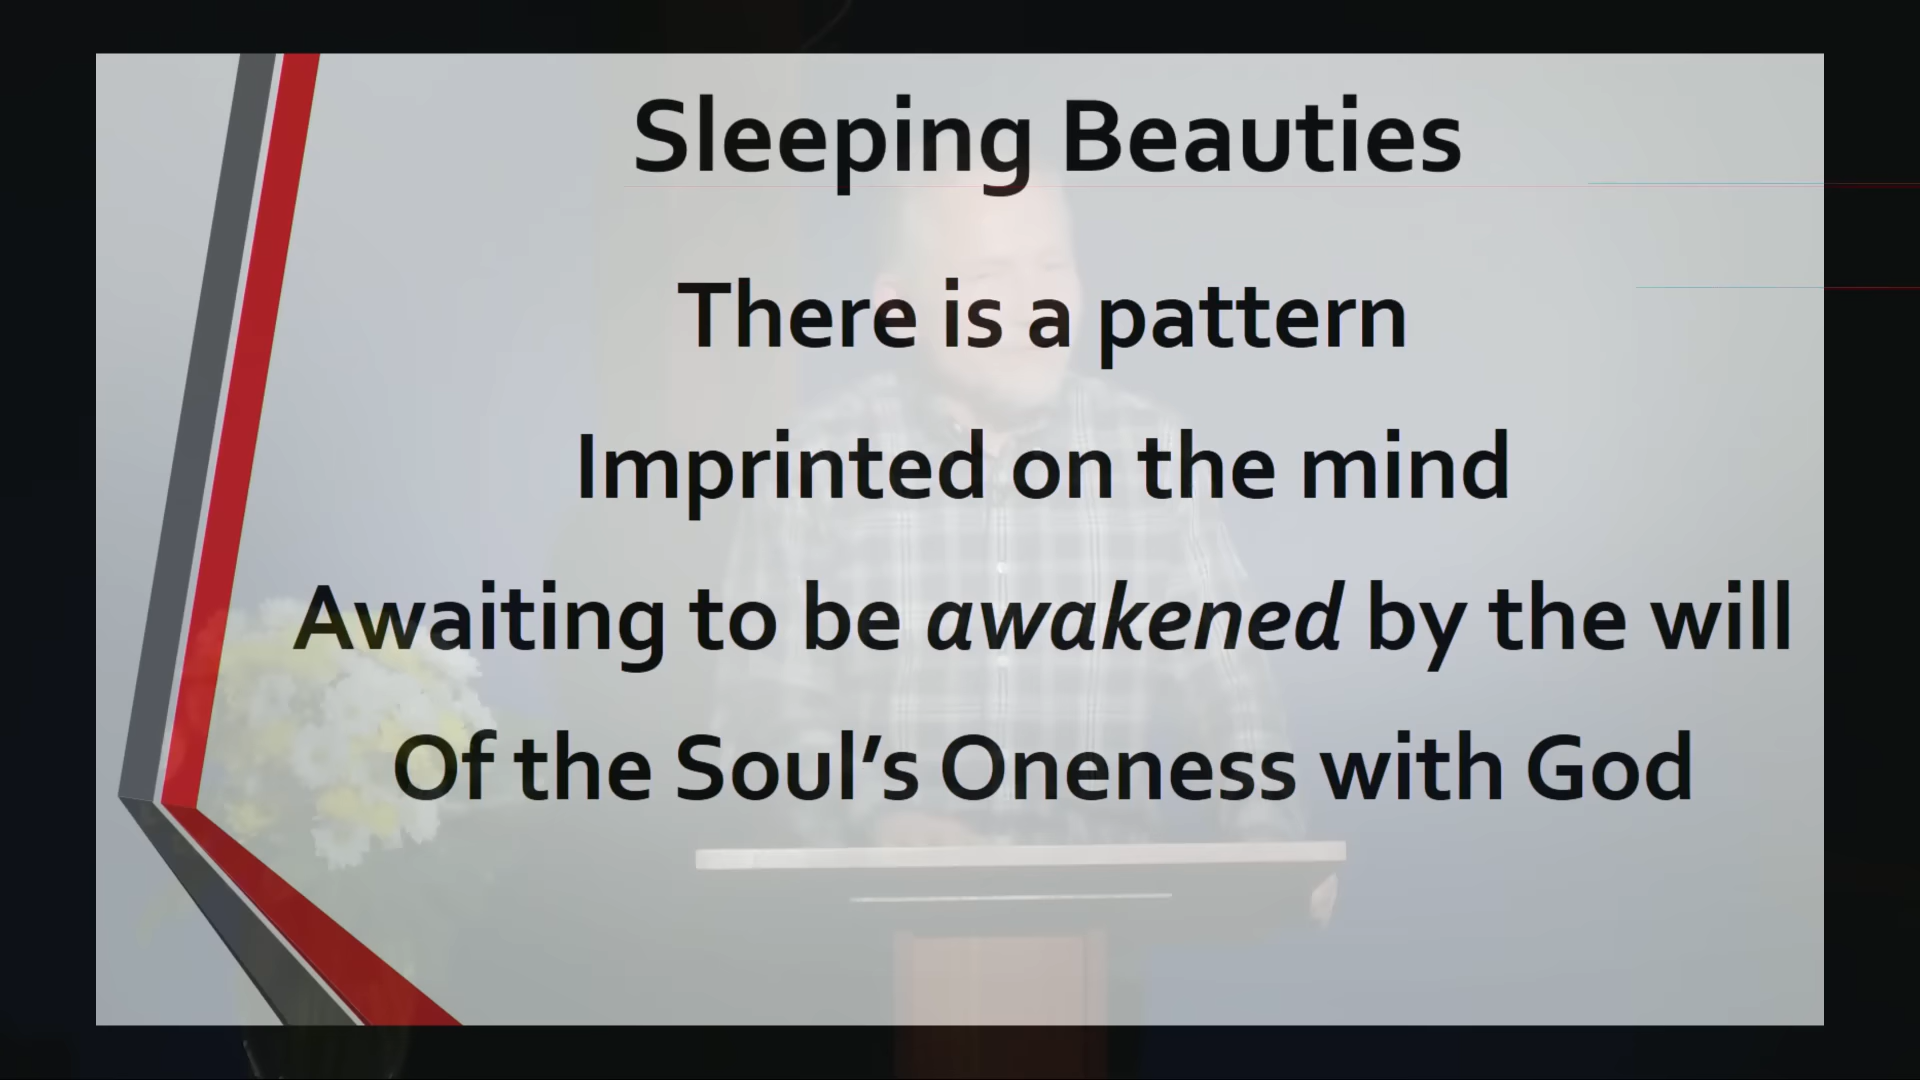 Sleeping Beauties
There is a pattern
Imprinted on the mind
Awaiting to be awakened by the will
Of the Soul’s Oneness with God